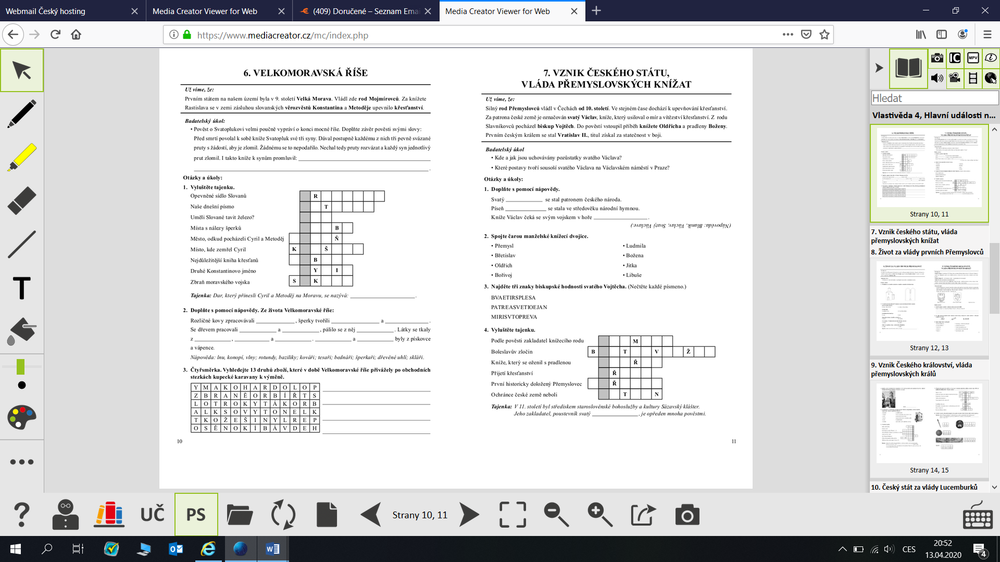 Webmail Český hosting
Media Creator Viewer for Web
(409) Doručené – Seznam Emai
Media Creator Viewer for Web
https://www.mediacreator.cz/mc/index.php
6. VELKOMORAVSKÁ ŘÍŠE
Už víme, že:
Prvním státem na našem území byla v 9. století Velká Morava. Vládl zde rod Mojmírovců. Za knížete
Rastislava se v zemi zásluhou slovanských věrozvěstů Konstantina a Metoděje upevnilo křesťanství.
Badatelský úkol:
• Pověst o Svatoplukovi velmi poučně vypráví o konci mocné říše. Doplňte závěr pověsti svými slovy:
Před smrtí povolal k sobě kníže Svatopluk své tři syny. Dával postupně každému z nich tři pevně svázané
pruty s žádostí, aby je zlomil. Žádnému se to nepodařilo. Nechal tedy pruty rozvázat a každý syn jednotlivý
prut zlomil. I takto kníže k synům promluvil: ____
____ .
Otázky a úkoly:
1. Vyluštěte tajenku.
Opevněné sídlo Slovanů R
Naše dnešní písmo T
Uměli Slované tavit železo?
Místa s nálezy šperků B
Město, odkud pocházeli Cyril a Metoděj Ň
Místo, kde zemřel Cyril K Š
Nejdůležitější kniha křesťanů B
Druhé Konstantinovo jméno Y I
Zbraň moravského vojska S K
Tajenka: Dar, který přinesli Cyril a Metoděj na Moravu, se nazývá: ____ .
2. Doplňte s pomocí nápovědy. Ze života Velkomoravské říše:
Rozličné kovy zpracovávali ____ , šperky tvořili ____ a ____ .
Se dřevem pracovali ____ a ____ , pálilo se z něj ____ . Látky se tkaly
z ____ , ____ a ____ . ____ a ____ byly z pískovce
a vápence.
Nápověda: lnu, konopí, vlny; rotundy, baziliky; kováři; tesaři; bednáři; šperkaři; dřevěné uhlí; skláři.
3. Čtyřsměrka. Vyhledejte 13 druhů zboží, které v době Velkomoravské říše přivážely po obchodních
stezkách kupecké karavany k výměně.
Y M A K O H A R D O L O P
Z B R A N Ě O R B Í Ř T S
L O T R O K Y T Á K O R B
A L K S O V Y T O N E L K
T K O Ž E Š I N Y L R E P
O S Ě N O K Í B Á V D E H
10
7. VZNIK ČESKÉHO STÁTU,
VLÁDA PŘEMYSLOVSKÝCH KNÍŽAT
Už víme, že:
Silný rod Přemyslovců vládl v Čechách od 10. století. Ve stejném čase dochází k upevňování křesťanství.
Za patrona české země je označován svatý Václav, kníže, který usiloval o mír a vítězství křesťanství. Z rodu
Slavníkovců pocházel biskup Vojtěch. Do pověstí vstoupil příběh knížete Oldřicha a pradleny Boženy.
Prvním českým králem se stal Vratislav II., titul získal za statečnost v boji.
Badatelský úkol
• Kde a jak jsou uchovávány pozůstatky svatého Václava?
• Které postavy tvoří sousoší svatého Václava na Václavském náměstí v Praze?
Otázky a úkoly:
1. Doplňte s pomocí nápovědy.
Svatý ____ se stal patronem českého národa.
Píseň ____ se stala ve středověku národní hymnou.
Kníže Václav čeká se svým vojskem v hoře ____ .
(Nápověda: Blaník, Václav, Svatý Václave.)
2. Spojte čarou manželské knížecí dvojice.
• Přemysl • Ludmila
• Břetislav • Božena
• Oldřich • Jitka
• Bořivoj • Libuše
3. Najděte tři znaky biskupské hodnosti svatého Vojtěcha. (Nečtěte každé písmeno.)
BVAETIRSPLESA
PATREASVETIOEJAN
MIRISVTOPREVA
4. Vyluštěte tajenku.
Podle pověsti zakladatel knížecího rodu M
Boleslavův zločin B T V Ž
Kníže, který se oženil s pradlenou Ř
Přijetí křesťanství Ř
První historicky doložený Přemyslovec Ř
Ochránce české země neboli T N
Tajenka: V 11. století byl střediskem staroslověnské bohoslužby a kultury Sázavský klášter.
Jeho zakladatel, poustevník svatý ____ , je opředen mnoha pověstmi.
11
MPV
Hledat
Vlastivěda 4, Hlavní události n...
Strany 10, 11
7. Vznik českého státu, vláda
přemyslovských knížat
8. Život za vlády prvních Přemyslovců
Strany 12, 13
9. Vznik Českého království, vláda
přemyslovských králů
Strany 14, 15
10. Český stát za vlády Lucemburků
T
?
UČ
PS
Strany 10, 11
CES
20:52
13.04.2020
4